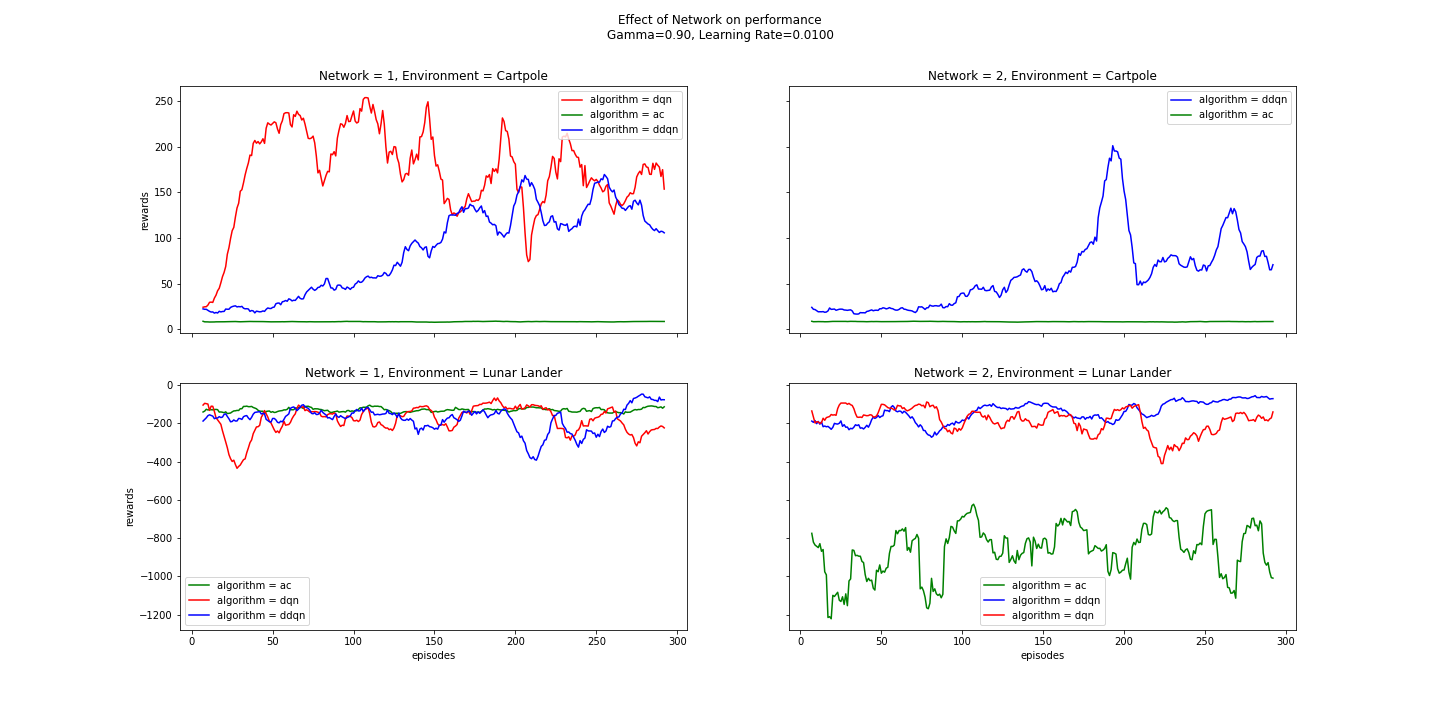 Effect of Network on performance
Gamma=0.90, Learning Rate=0.0100
Network = 1, Environment = Cartpole
250
200
150
100
50
0
rewards
algorithm = dqn
algorithm = ac
algorithm = ddqn
Network = 2, Environment = Cartpole
algorithm = ddqn
algorithm = ac
Network = 1, Environment = Lunar Lander
0
−200
−400
−600
−800
−1000
−1200
rewards
algorithm = ac
algorithm = dqn
algorithm = ddqn
0 50 100 150 200 250 300
episodes
Network = 2, Environment = Lunar Lander
algorithm = ac
algorithm = ddqn
algorithm = dqn
0 50 100 150 200 250 300
episodes